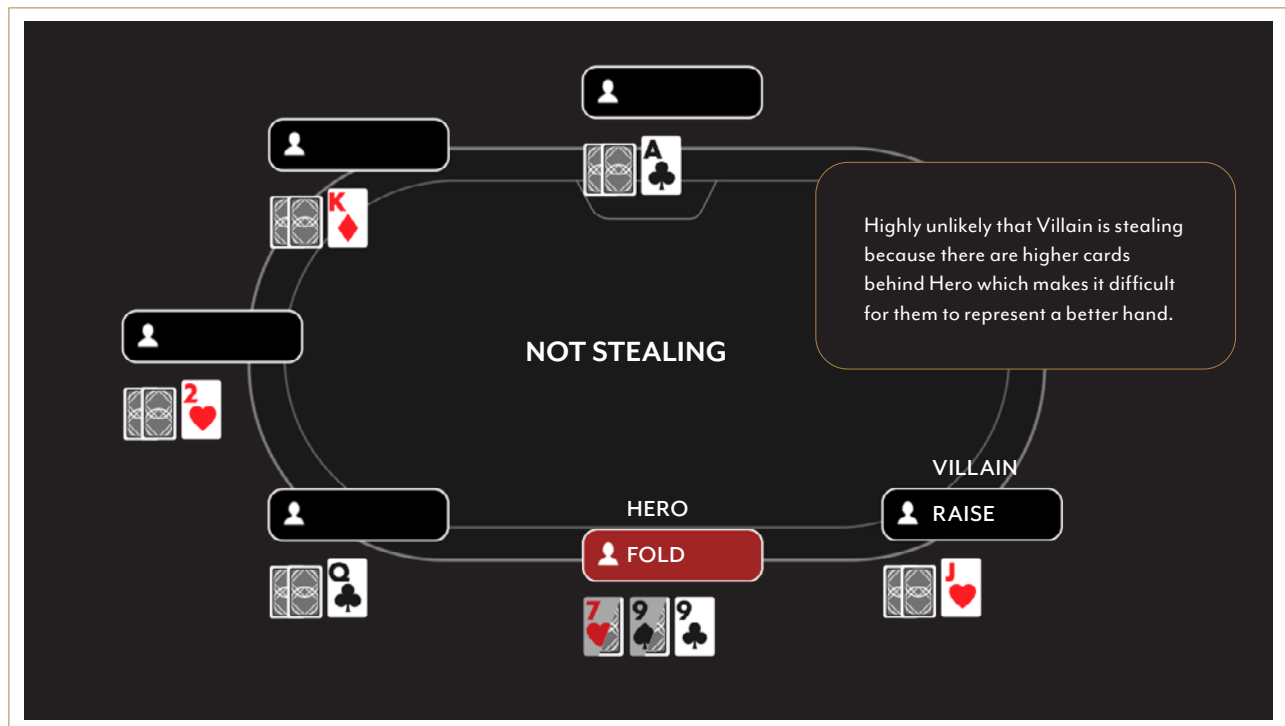 A
K
Highly unlikely that Villain is stealing
because there are higher cards
behind Hero which makes it difficult
for them to represent a better hand.
NOT STEALING
2
VILLAIN
RAISE
HERO
FOLD
Q
7 9 9
J